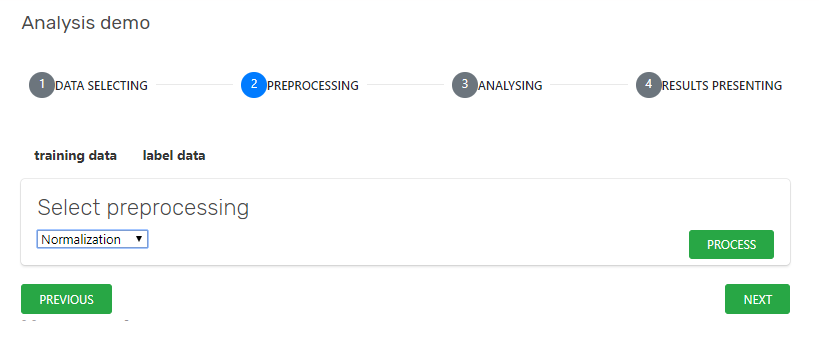 Analysis demo
1 DATA SELECTING 2 PREPROCESSING 3 ANALYSING 4 RESULTS PRESENTING
training data label data
Select preprocessing
Normalization
PROCESS
PREVIOUS NEXT